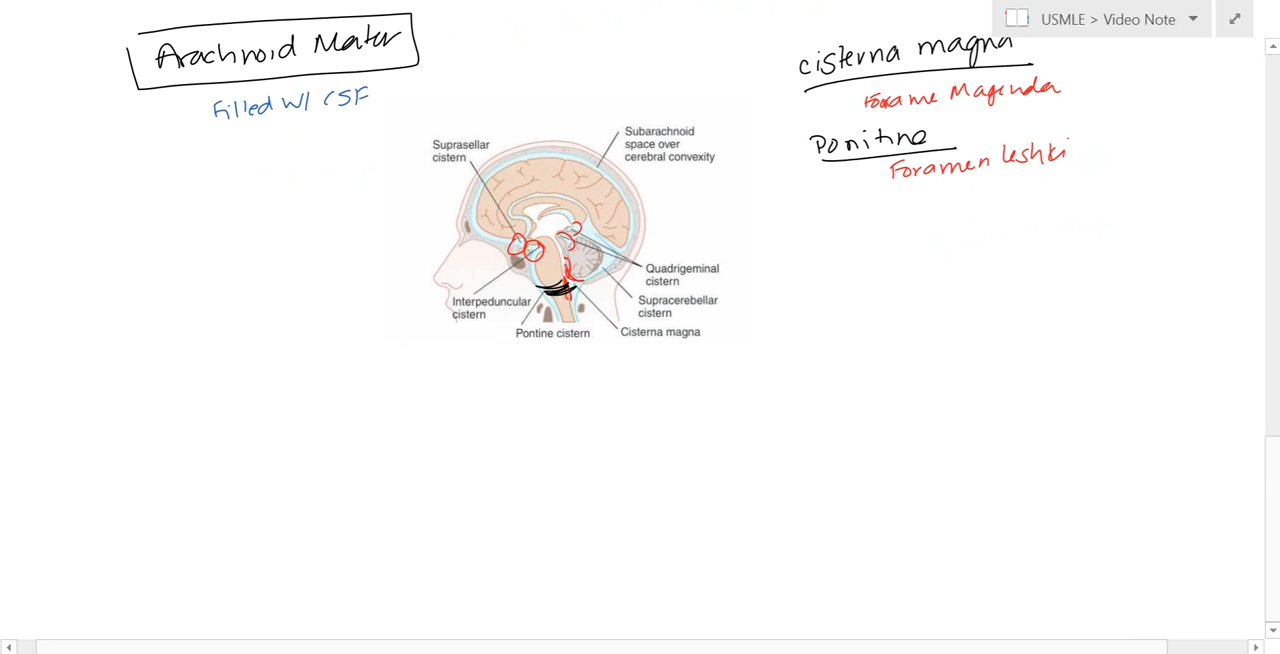 USMLE > Video Note
Arachnoid Mater
Filled W/ CSF
cisterna magna
Forame Magenda
Ponitine
Foramen leshki
Suprasellar
cistern
Subarachnoid
space over
cerebral convexity
Quadrigeminal
cistern
Interpeduncular
cistern
Supracerebellar
cistern
Pontine cistern
Cisterna magna